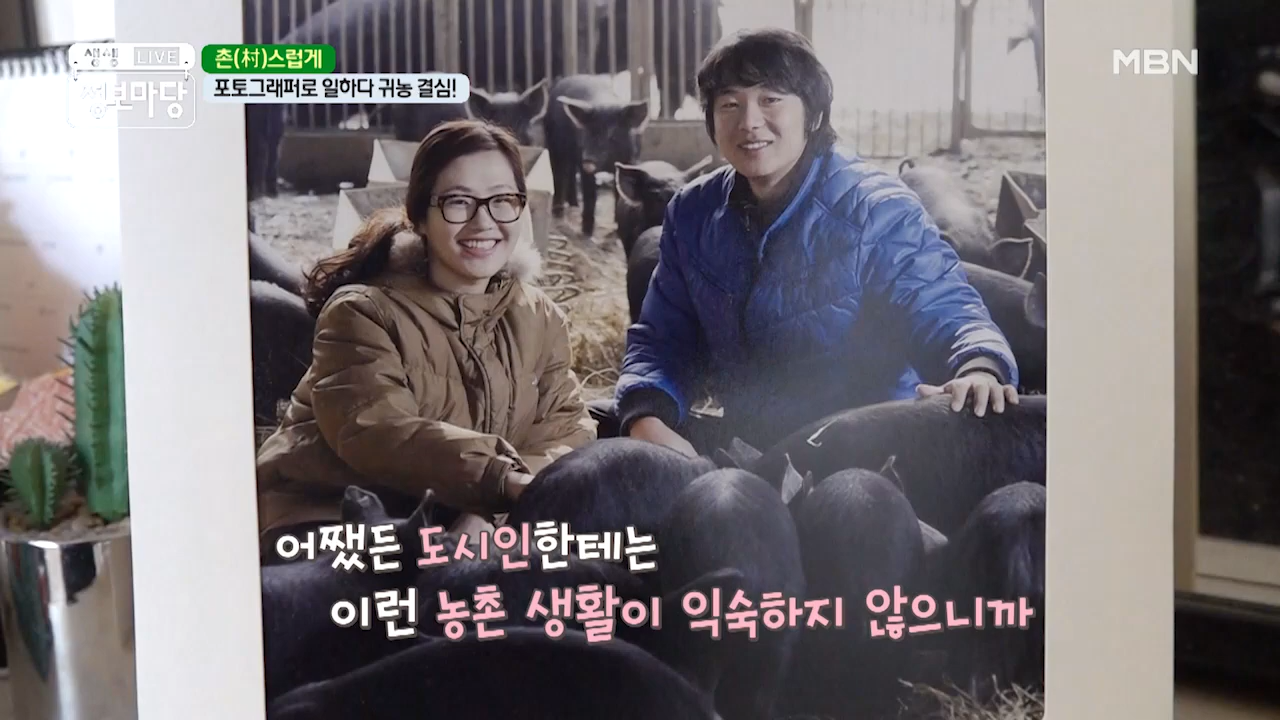 생생 LIVE
정보마당
촌(村)스럽게
포토그래퍼로 일하다 귀농 결심!
MBN
어쨌든 도시인한테는
이런 농촌 생활이 익숙하지 않으니까